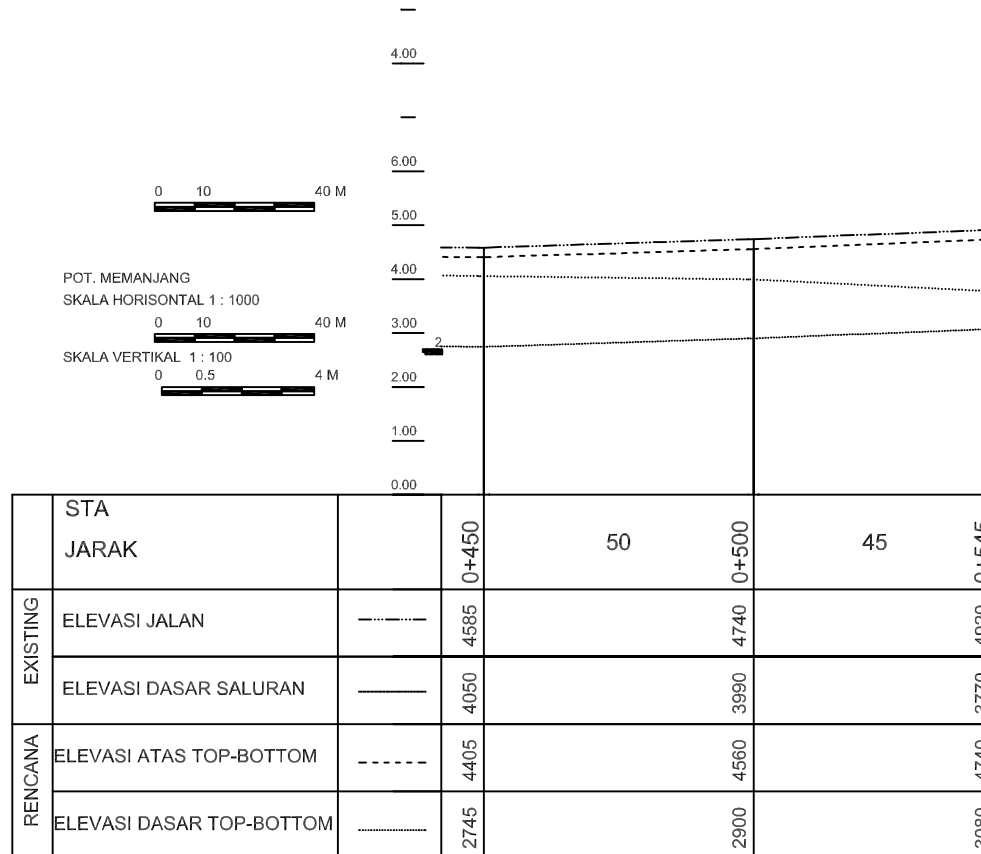 4.00
6.00
0 10 40 M
5.00
POT. MEMANJANG
4.00
SKALA HORISONTAL 1 : 1000
0 10 40 M
3.00
2
SKALA VERTIKAL 1 : 100
0 0.5 4 M
2.00
1.00
0.00
STA
JARAK
0+450
50
0+500
45
EXISTING
ELEVASI JALAN
4585
4740
ELEVASI DASAR SALURAN
4050
3990
RENCANA
ELEVASI ATAS TOP-BOTTOM
4405
4560
ELEVASI DASAR TOP-BOTTOM
2745
2900